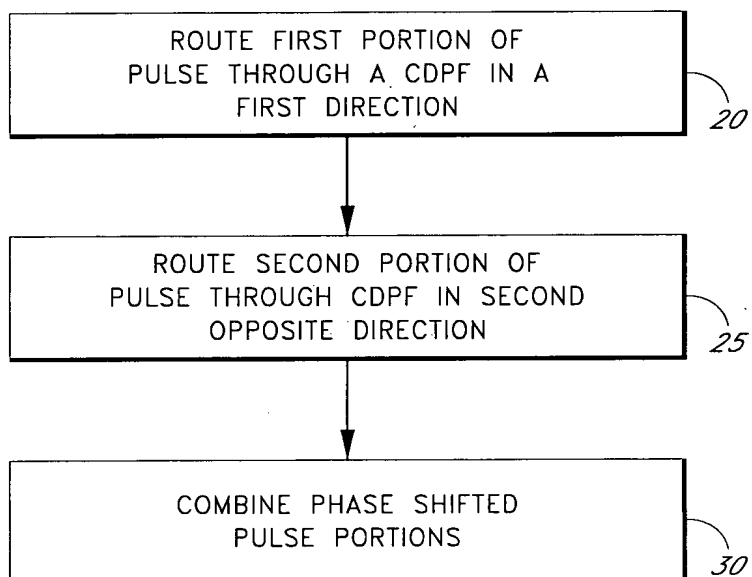 ROUTE FIRST PORTION OF
PULSE THROUGH A CDPF IN A
FIRST DIRECTION
20
ROUTE SECOND PORTION OF
PULSE THROUGH CDPF IN SECOND
OPPOSITE DIRECTION
25
COMBINE PHASE SHIFTED
PULSE PORTIONS
30